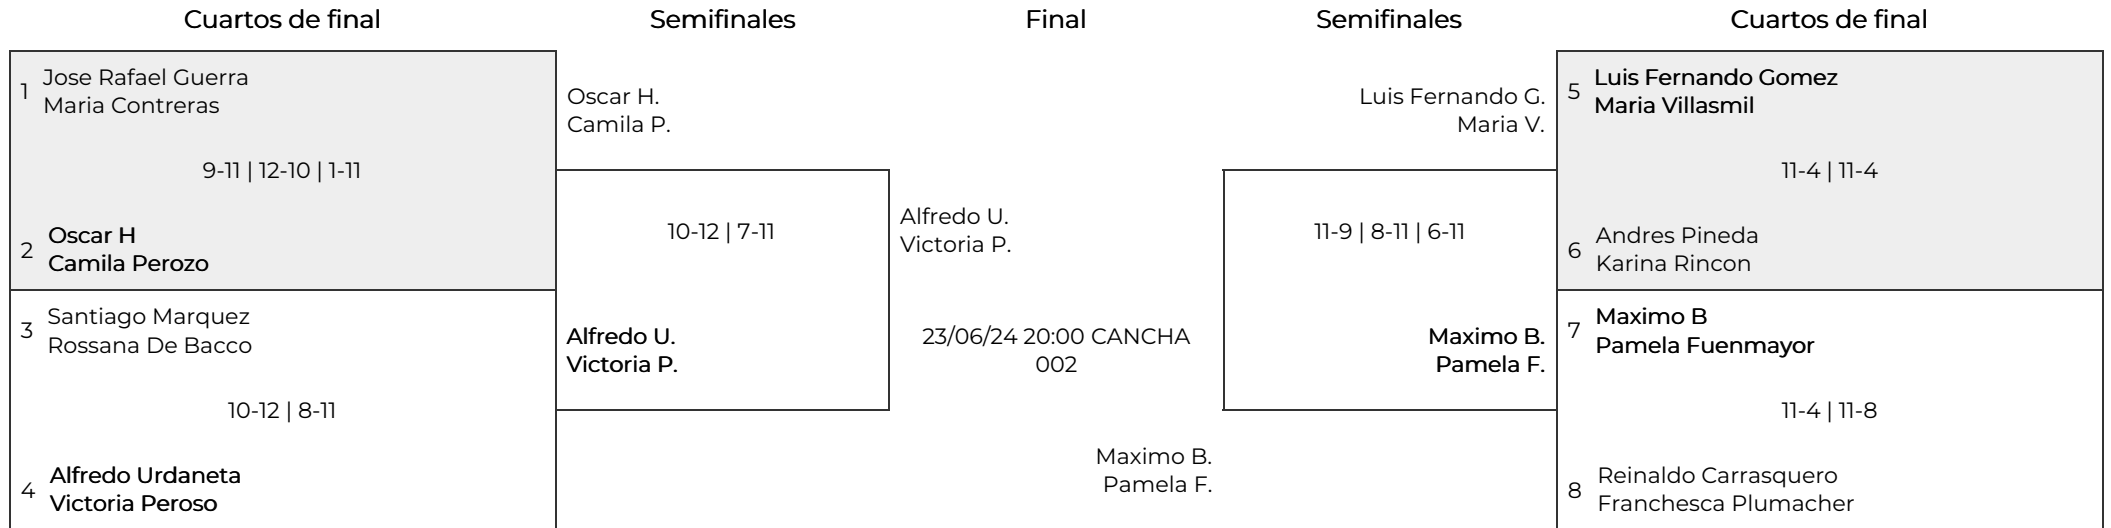 Cuartos de final
Semifinales
Final
Semifinales
Cuartos de final
1
Jose Rafael Guerra
Maria Contreras
9-11 | 12-10 | 1-11
2
Oscar H
Camila Perozo
3
Santiago Marquez
Rossana De Bacco
10-12 | 8-11
4
Alfredo Urdaneta
Victoria Peroso
Oscar H.
Camila P.
10-12 | 7-11
Alfredo U.
Victoria P.
Alfredo U.
Victoria P.
23/06/24 20:00 CANCHA
002
Maximo B.
Pamela F.
Luis Fernando G.
Maria V.
11-9 | 8-11 | 6-11
Maximo B.
Pamela F.
5
Luis Fernando Gomez
Maria Villasmil
11-4 | 11-4
6
Andres Pineda
Karina Rincon
7
Maximo B
Pamela Fuenmayor
11-4 | 11-8
8
Reinaldo Carrasquero
Franchesca Plumacher